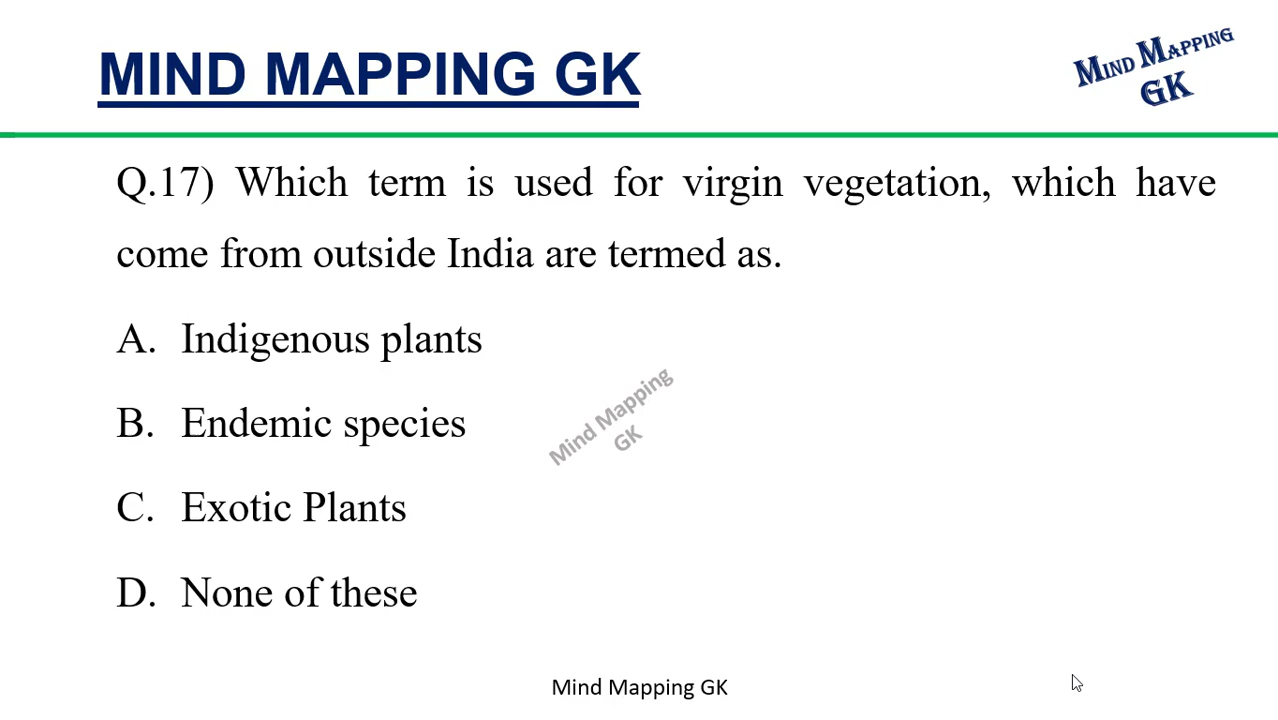 MIND MAPPING GK
MIND MAPPING
GK
Q.17) Which term is used for virgin vegetation, which have
come from outside India are termed as.
A. Indigenous plants
B. Endemic species
C. Exotic Plants
D. None of these
Mind Mapping
GK
Mind Mapping GK